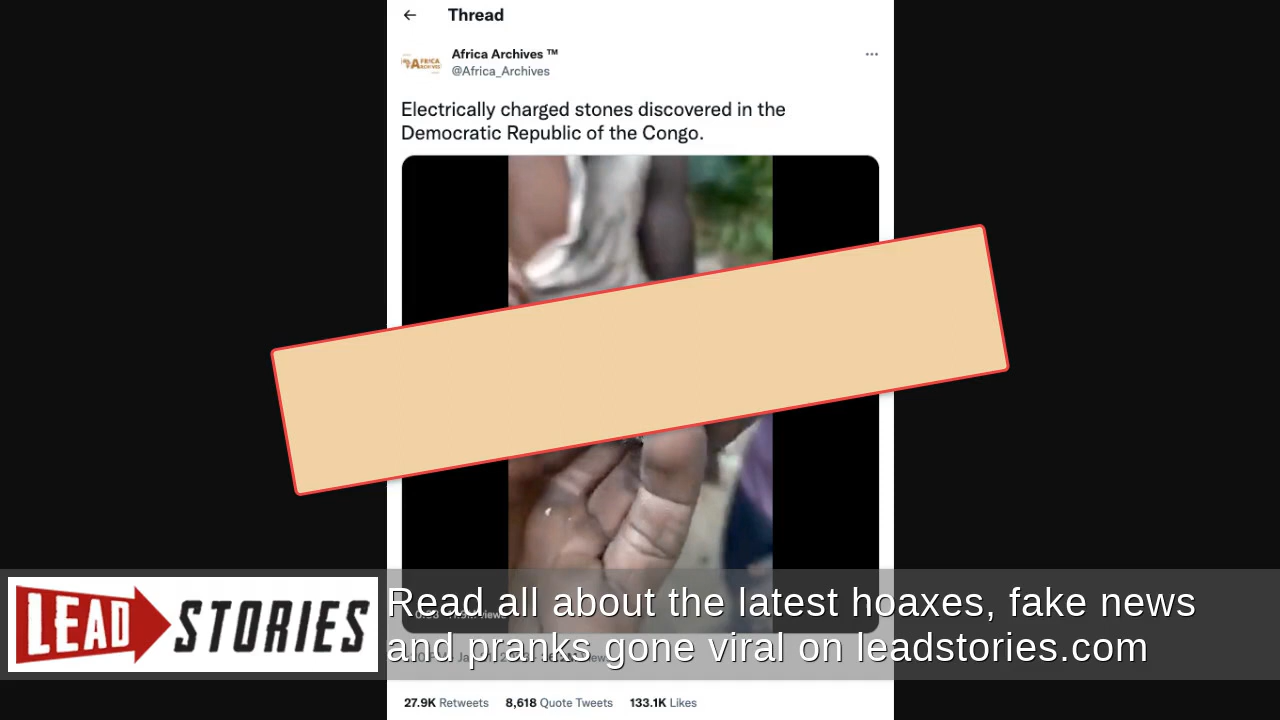 Thread
Africa Archives ™
@Africa_Archives
Electrically charged stones discovered in the
Democratic Republic of the Congo.
LEAD STORIES
Read all about the latest hoaxes, fake news
and pranks gone viral on leadstories.com
27.9K Retweets 8,618 Quote Tweets 133.1K Likes